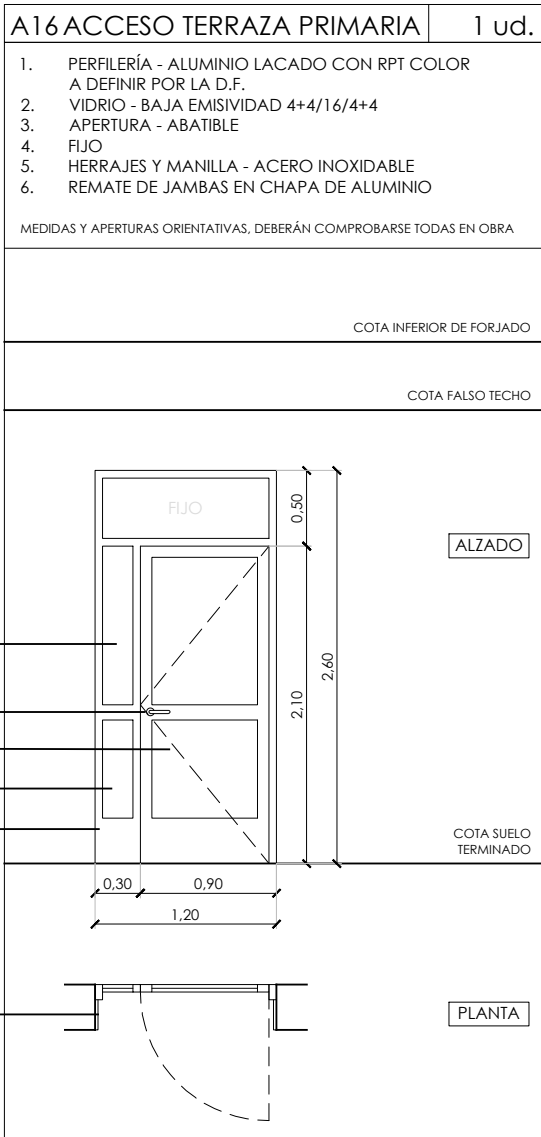 A16 ACCESO TERRAZA PRIMARIA 1 ud.
1. PERFILERÍA - ALUMINIO LACADO CON RPT COLOR
A DEFINIR POR LA D.F.
2. VIDRIO - BAJA EMISIVIDAD 4+4/16/4+4
3. APERTURA - ABATIBLE
4. FIJO
5. HERRAJES Y MANILLA - ACERO INOXIDABLE
6. REMATE DE JAMBAS EN CHAPA DE ALUMINIO
MEDIDAS Y APERTURAS ORIENTATIVAS, DEBERÁN COMPROBARSE TODAS EN OBRA
COTA INFERIOR DE FORJADO
COTA FALSO TECHO
FIJO
0,50
ALZADO
2,60
2,10
COTA SUELO
TERMINADO
0,30 0,90
1,20
PLANTA